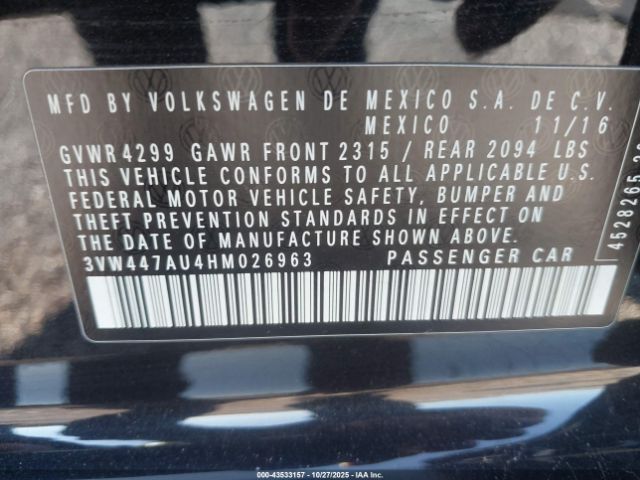 MFD BY VOLKSWAGEN DE MEXICO S.A. DE C.V.
MEXICO 11/16
GVWR 4299 GAWR FRONT 2315 / REAR 2094 LBS
THIS VEHICLE CONFORMS TO ALL APPLICABLE U.S.
FEDERAL MOTOR VEHICLE SAFETY, BUMPER AND
THEFT PREVENTION STANDARDS IN EFFECT ON
THE DATE OF MANUFACTURE SHOWN ABOVE.
3VW447AU4HM026963 PASSENGER CAR
000-43533157 - 10/27/2025 - Copyright IAA, Inc.